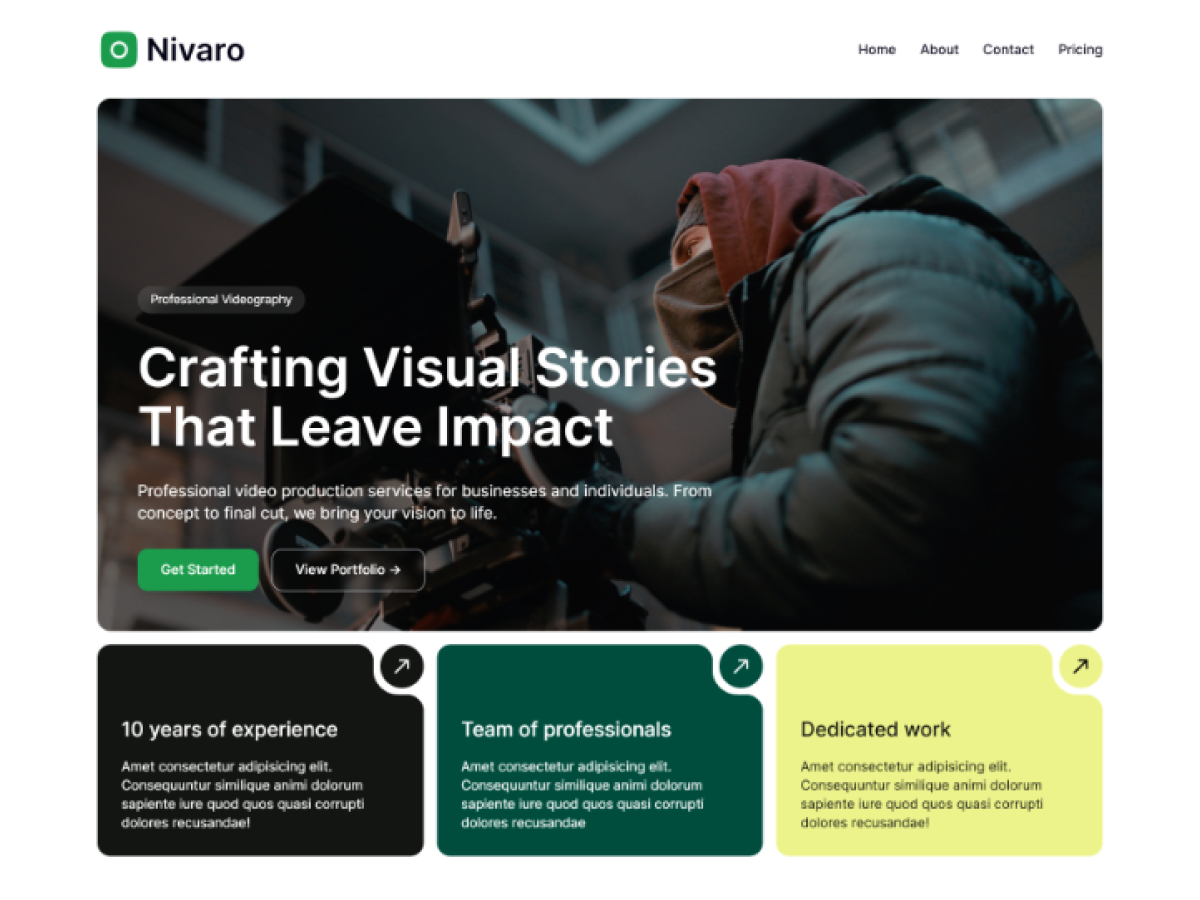 Nivaro
Home About Contact Pricing
Professional Videography
Crafting Visual Stories
That Leave Impact
Professional video production services for businesses and individuals. From
concept to final cut, we bring your vision to life.
Get Started
View Portfolio →
10 years of experience
Amet consectetur adipisicing elit.
Consequuntur similique animi dolorum
sapiente iure quod quos quasi corrupti
dolores recusandae!
Team of professionals
Amet consectetur adipisicing elit.
Consequuntur similique animi dolorum
sapiente iure quod quos quasi corrupti
dolores recusandae
Dedicated work
Amet consectetur adipisicing elit.
Consequuntur similique animi dolorum
sapiente iure quod quos quasi corrupti
dolores recusandae!